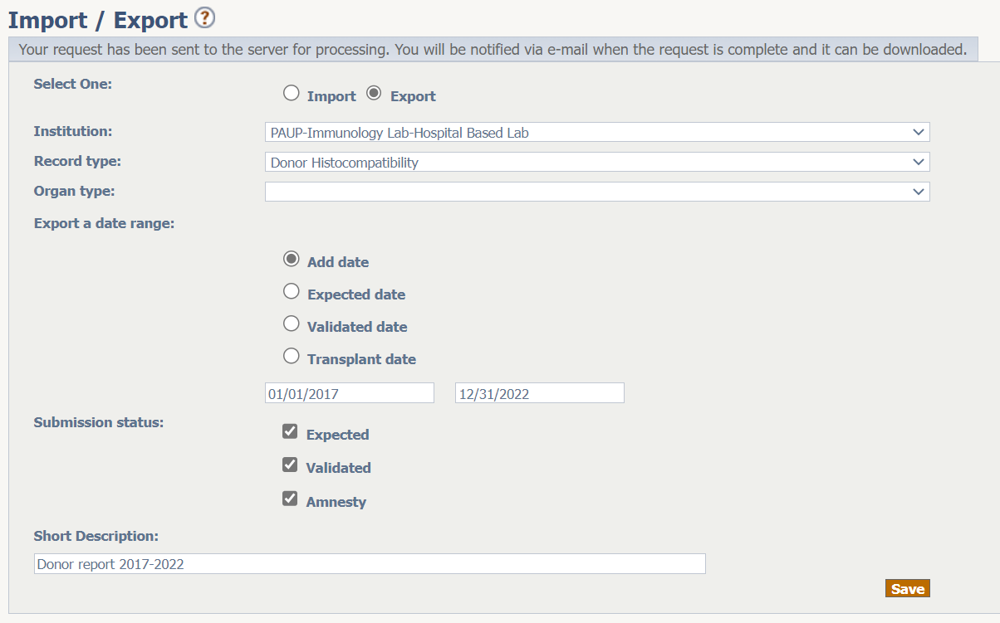 Import / Export ?
Your request has been sent to the server for processing. You will be notified via e-mail when the request is complete and it can be downloaded.
Select One:
Import Export
Institution: PAUP-Immunology Lab-Hospital Based Lab
Record type: Donor Histocompatibility
Organ type:
Export a date range:
Add date
Expected date
Validated date
Transplant date
01/01/2017 12/31/2022
Submission status:
Expected
Validated
Amnesty
Short Description:
Donor report 2017-2022
Save